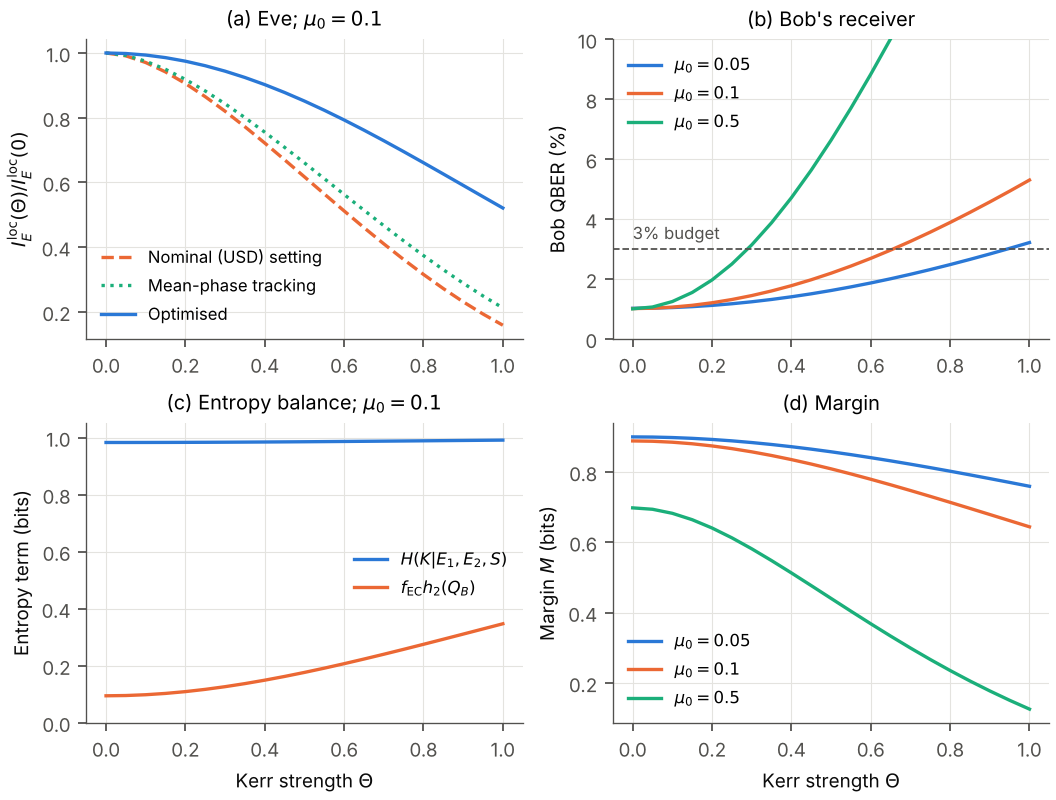 (a) Eve; μ₀ = 0.1
I_E^loc(Θ)/I_E^loc(0)
1.0
0.8
0.6
0.4
0.2
Nominal (USD) setting
Mean-phase tracking
Optimised
0.0 0.2 0.4 0.6 0.8 1.0
(b) Bob's receiver
Bob QBER (%)
10
8
6
4
2
0
μ₀ = 0.05
μ₀ = 0.1
μ₀ = 0.5
3% budget
0.0 0.2 0.4 0.6 0.8 1.0
(c) Entropy balance; μ₀ = 0.1
Entropy term (bits)
1.0
0.8
0.6
0.4
0.2
0.0
H(K|E₁, E₂, S)
f_EC h₂(Q_B)
0.0 0.2 0.4 0.6 0.8 1.0
Kerr strength Θ
(d) Margin
Margin M (bits)
0.8
0.6
0.4
0.2
μ₀ = 0.05
μ₀ = 0.1
μ₀ = 0.5
0.0 0.2 0.4 0.6 0.8 1.0
Kerr strength Θ